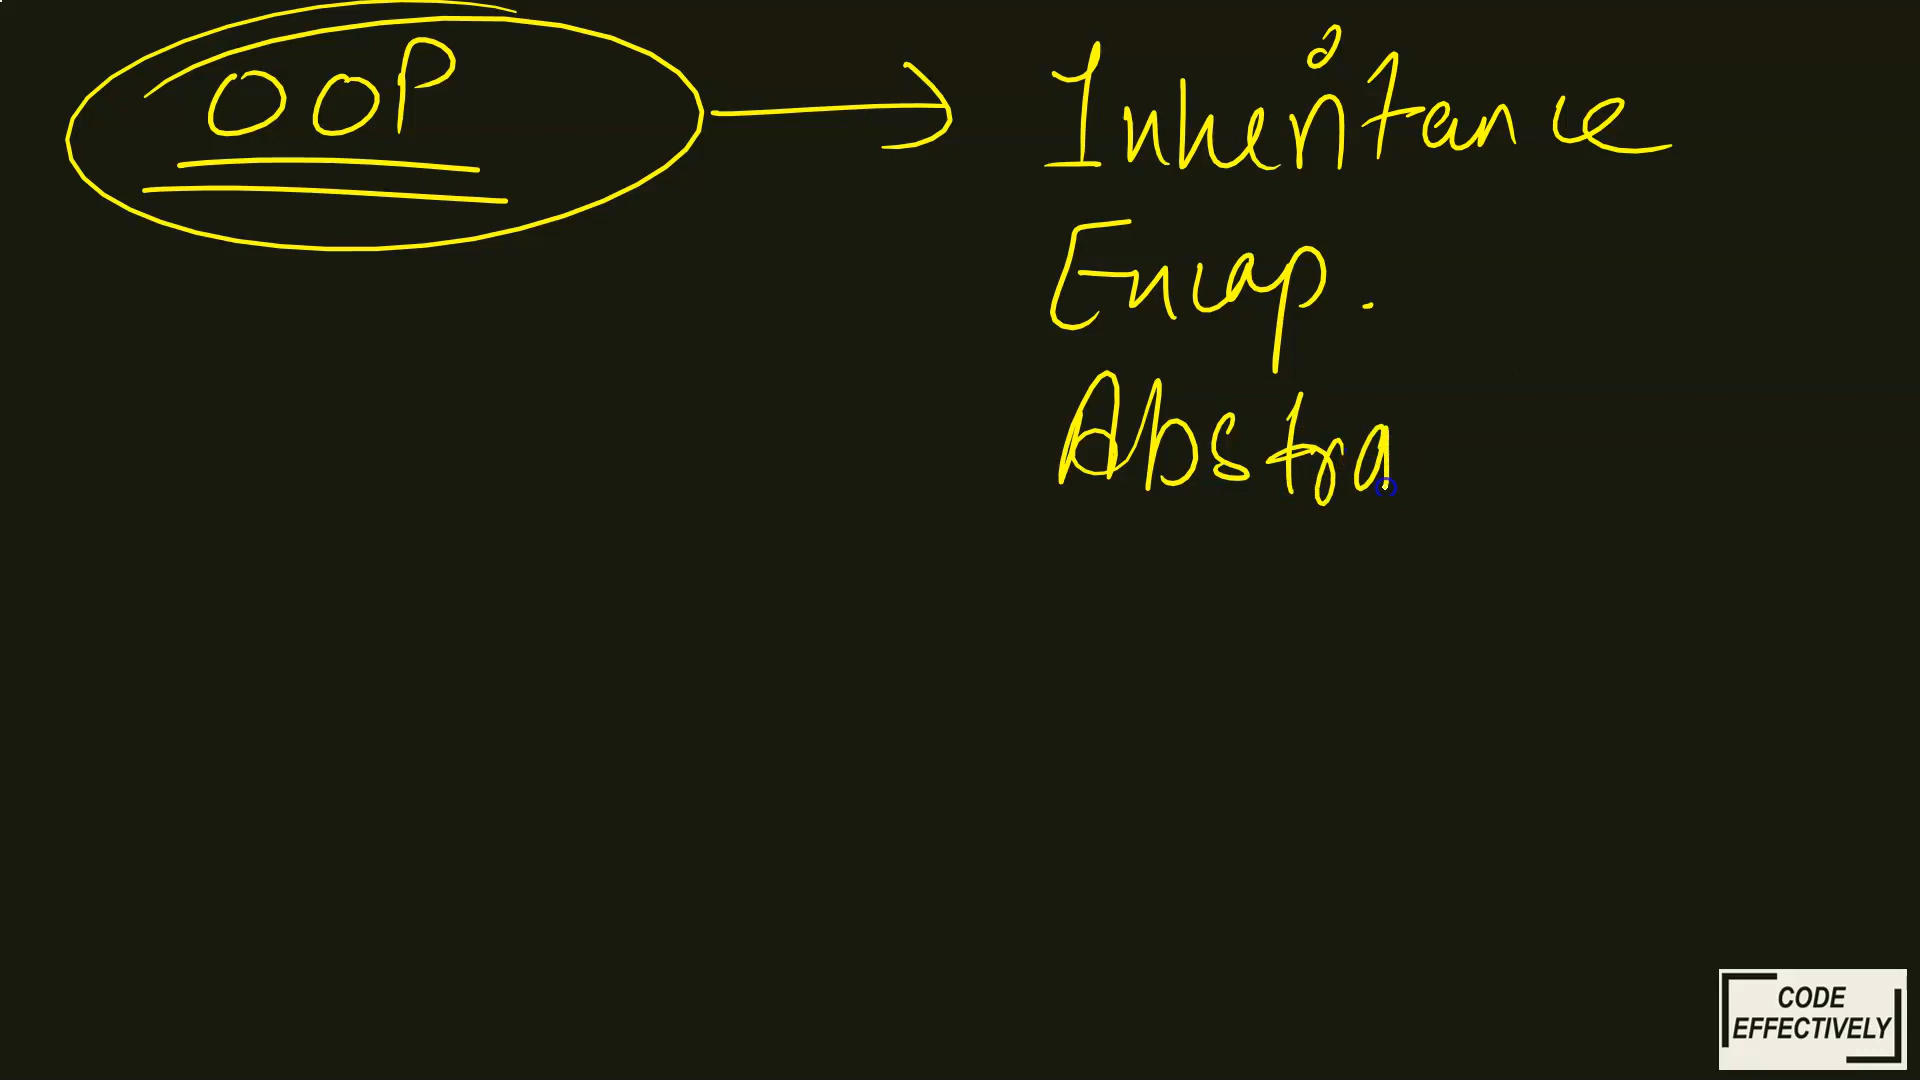 OOP
Inheritance
Encap.
Abstra
CODE
EFFECTIVELY